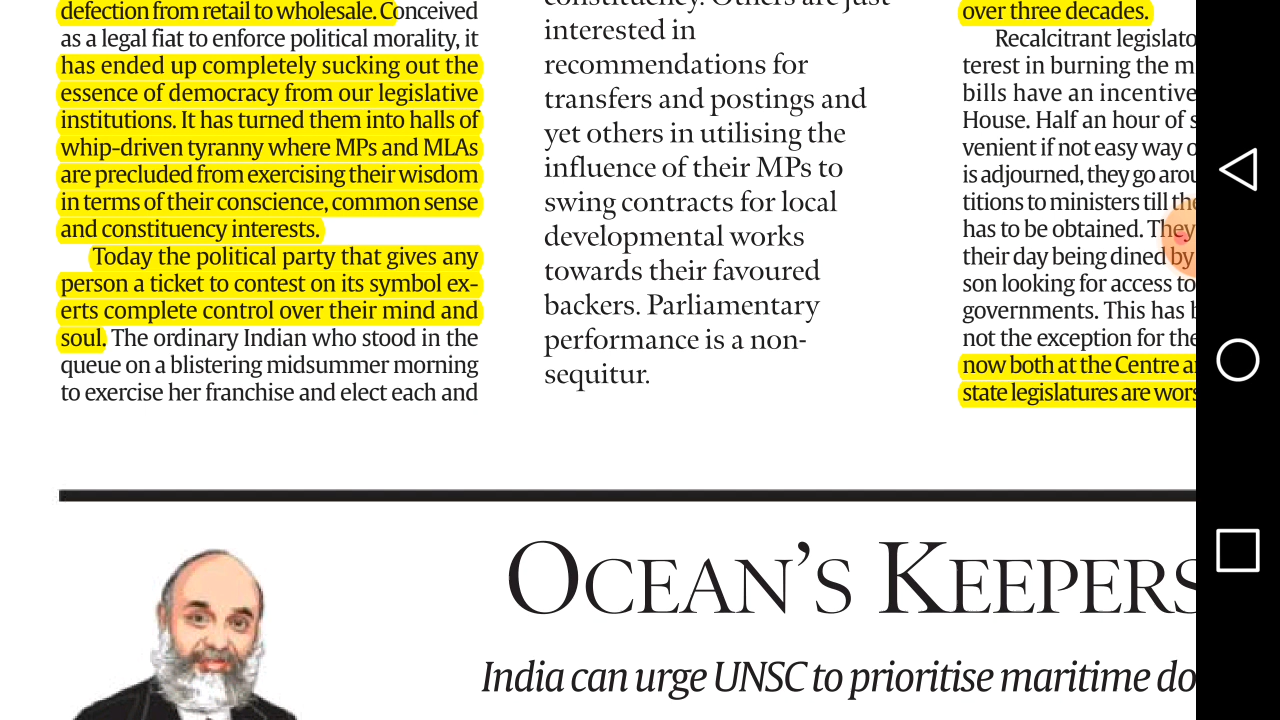 defection from retail to wholesale. Conceived
as a legal fiat to enforce political morality, it
has ended up completely sucking out the
essence of democracy from our legislative
institutions. It has turned them into halls of
whip-driven tyranny where MPs and MLAs
are precluded from exercising their wisdom
in terms of their conscience, common sense
and constituency interests.
Today the political party that gives any
person a ticket to contest on its symbol ex-
erts complete control over their mind and
soul. The ordinary Indian who stood in the
queue on a blistering midsummer morning
to exercise her franchise and elect each and
constituency. Others are just
interested in
recommendations for
transfers and postings and
yet others in utilising the
influence of their MPs to
swing contracts for local
developmental works
towards their favoured
backers. Parliamentary
performance is a non-
sequitur.
over three decades.
Recalcitrant legislato
terest in burning the m
bills have an incentive
House. Half an hour of s
venient if not easy way o
is adjourned, they go arou
titions to ministers till the
has to be obtained. They
their day being dined by
son looking for access to
governments. This has b
not the exception for the
now both at the Centre a
state legislatures are wors
OCEAN'S KEEPERS
India can urge UNSC to prioritise maritime do